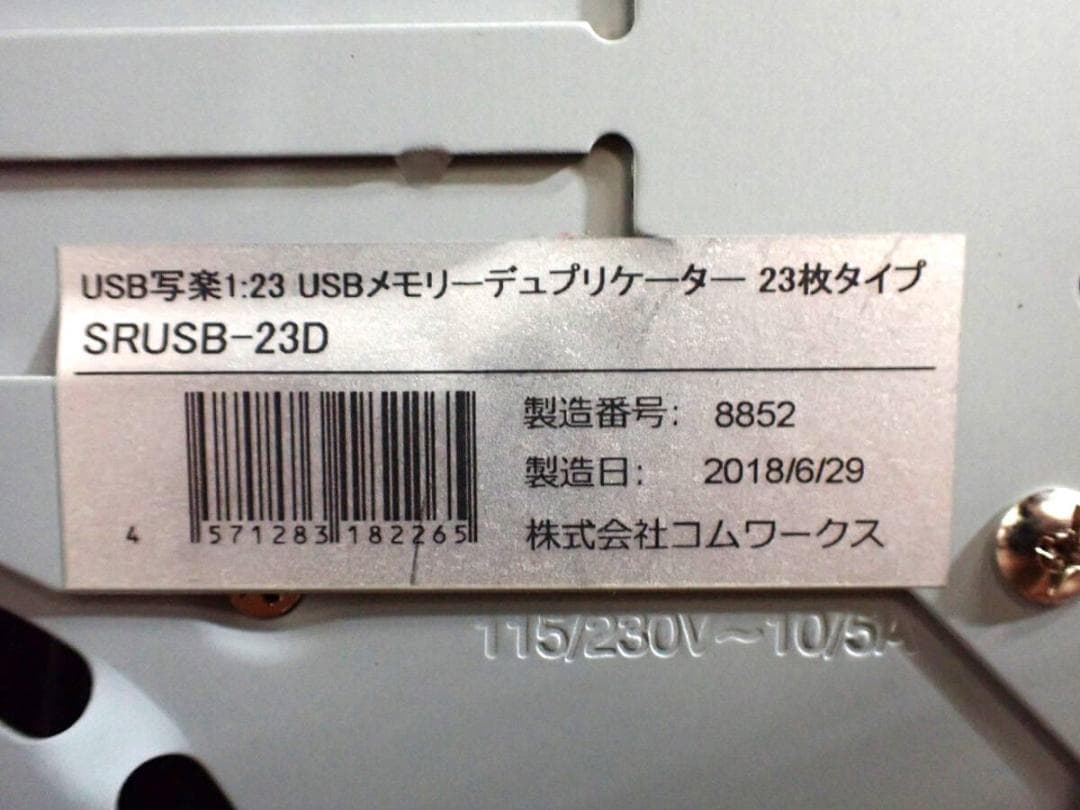 USB写楽1:23 USBメモリーデュプリケーター 23枚タイプ
SRUSB-23D
製造番号: 8852
製造日: 2018/6/29
4 571283 182265
株式会社コムワークス
115/230V～10/5A